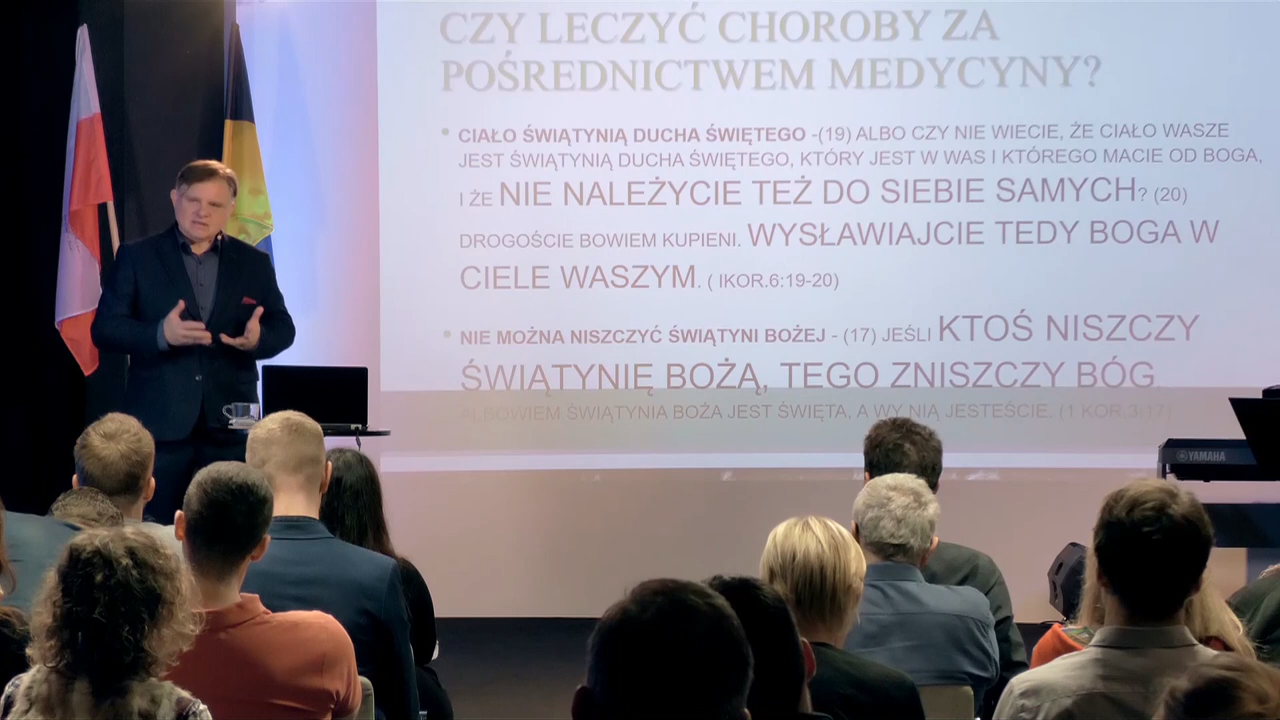 CZY LECZYĆ CHOROBY ZA
POŚREDNICTWEM MEDYCYNY?
• CIAŁO ŚWIĄTYNIĄ DUCHA ŚWIĘTEGO -(19) ALBO CZY NIE WIECIE, ŻE CIAŁO WASZE
JEST ŚWIĄTYNIĄ DUCHA ŚWIĘTEGO, KTÓRY JEST W WAS I KTÓREGO MACIE OD BOGA,
I ŻE NIE NALEŻYCIE TEŻ DO SIEBIE SAMYCH? (20)
DROGOŚCIE BOWIEM KUPIENI. WYSŁAWIAJCIE TEDY BOGA W
CIELE WASZYM. ( IKOR.6:19-20)
• NIE MOŻNA NISZCZYĆ ŚWIĄTYNI BOŻEJ - (17) JEŚLI KTOŚ NISZCZY
ŚWIĄTYNIĘ BOŻĄ, TEGO ZNISZCZY BÓG
ALBOWIEM ŚWIĄTYNIA BOŻA JEST ŚWIĘTA, A WY NIĄ JESTEŚCIE. (1 KOR.3:17)
YAMAHA